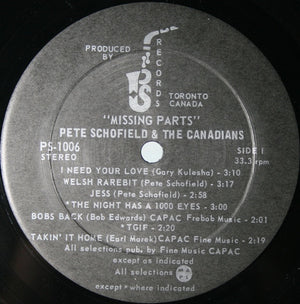 PRODUCED BY
PS
RECORDS
TORONTO
CANADA
"MISSING PARTS"
PETE SCHOFIELD & THE CANADIANS
PS-1006
STEREO
SIDE 1
33.3 rpm
I NEED YOUR LOVE (Gary Kulesha) - 3:10
WELSH RAREBIT (Pete Schofield) - 3:17
JESS (Pete Schofield) - 2:58
*THE NIGHT HAS A 1000 EYES - 3:00
BOBS BACK (Bob Edwards) CAPAC Frebob Music - 2:01
*TGIF - 2:30
TAKIN' IT HOME (Earl Marek) CAPAC Fine Music - 2:19
All selections pub. by Fine Music CAPAC
except as indicated
All selections
except * where indicated